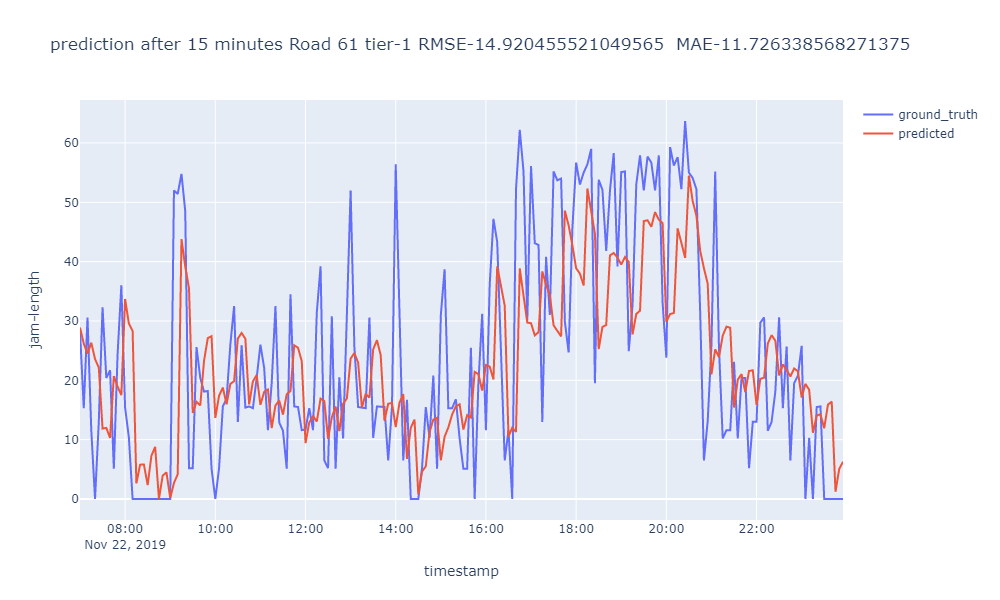 prediction after 15 minutes Road 61 tier-1 RMSE-14.920455521049565  MAE-11.726338568271375
ground_truth
predicted
60
50
40
30
20
10
0
jam-length
08:00 10:00 12:00 14:00 16:00 18:00 20:00 22:00
Nov 22, 2019
timestamp